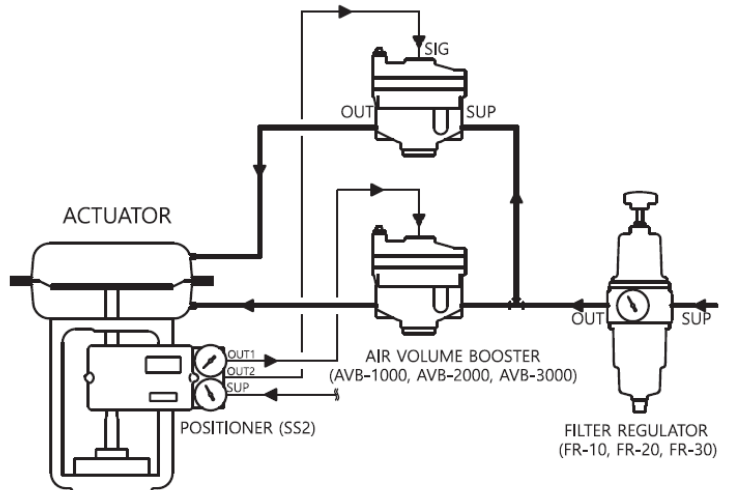 SIG
OUT
SUP
ACTUATOR
OUT
SUP
OUT1
OUT2
SUP
AIR VOLUME BOOSTER
(AVB-1000, AVB-2000, AVB-3000)
POSITIONER (SS2)
FILTER REGULATOR
(FR-10, FR-20, FR-30)